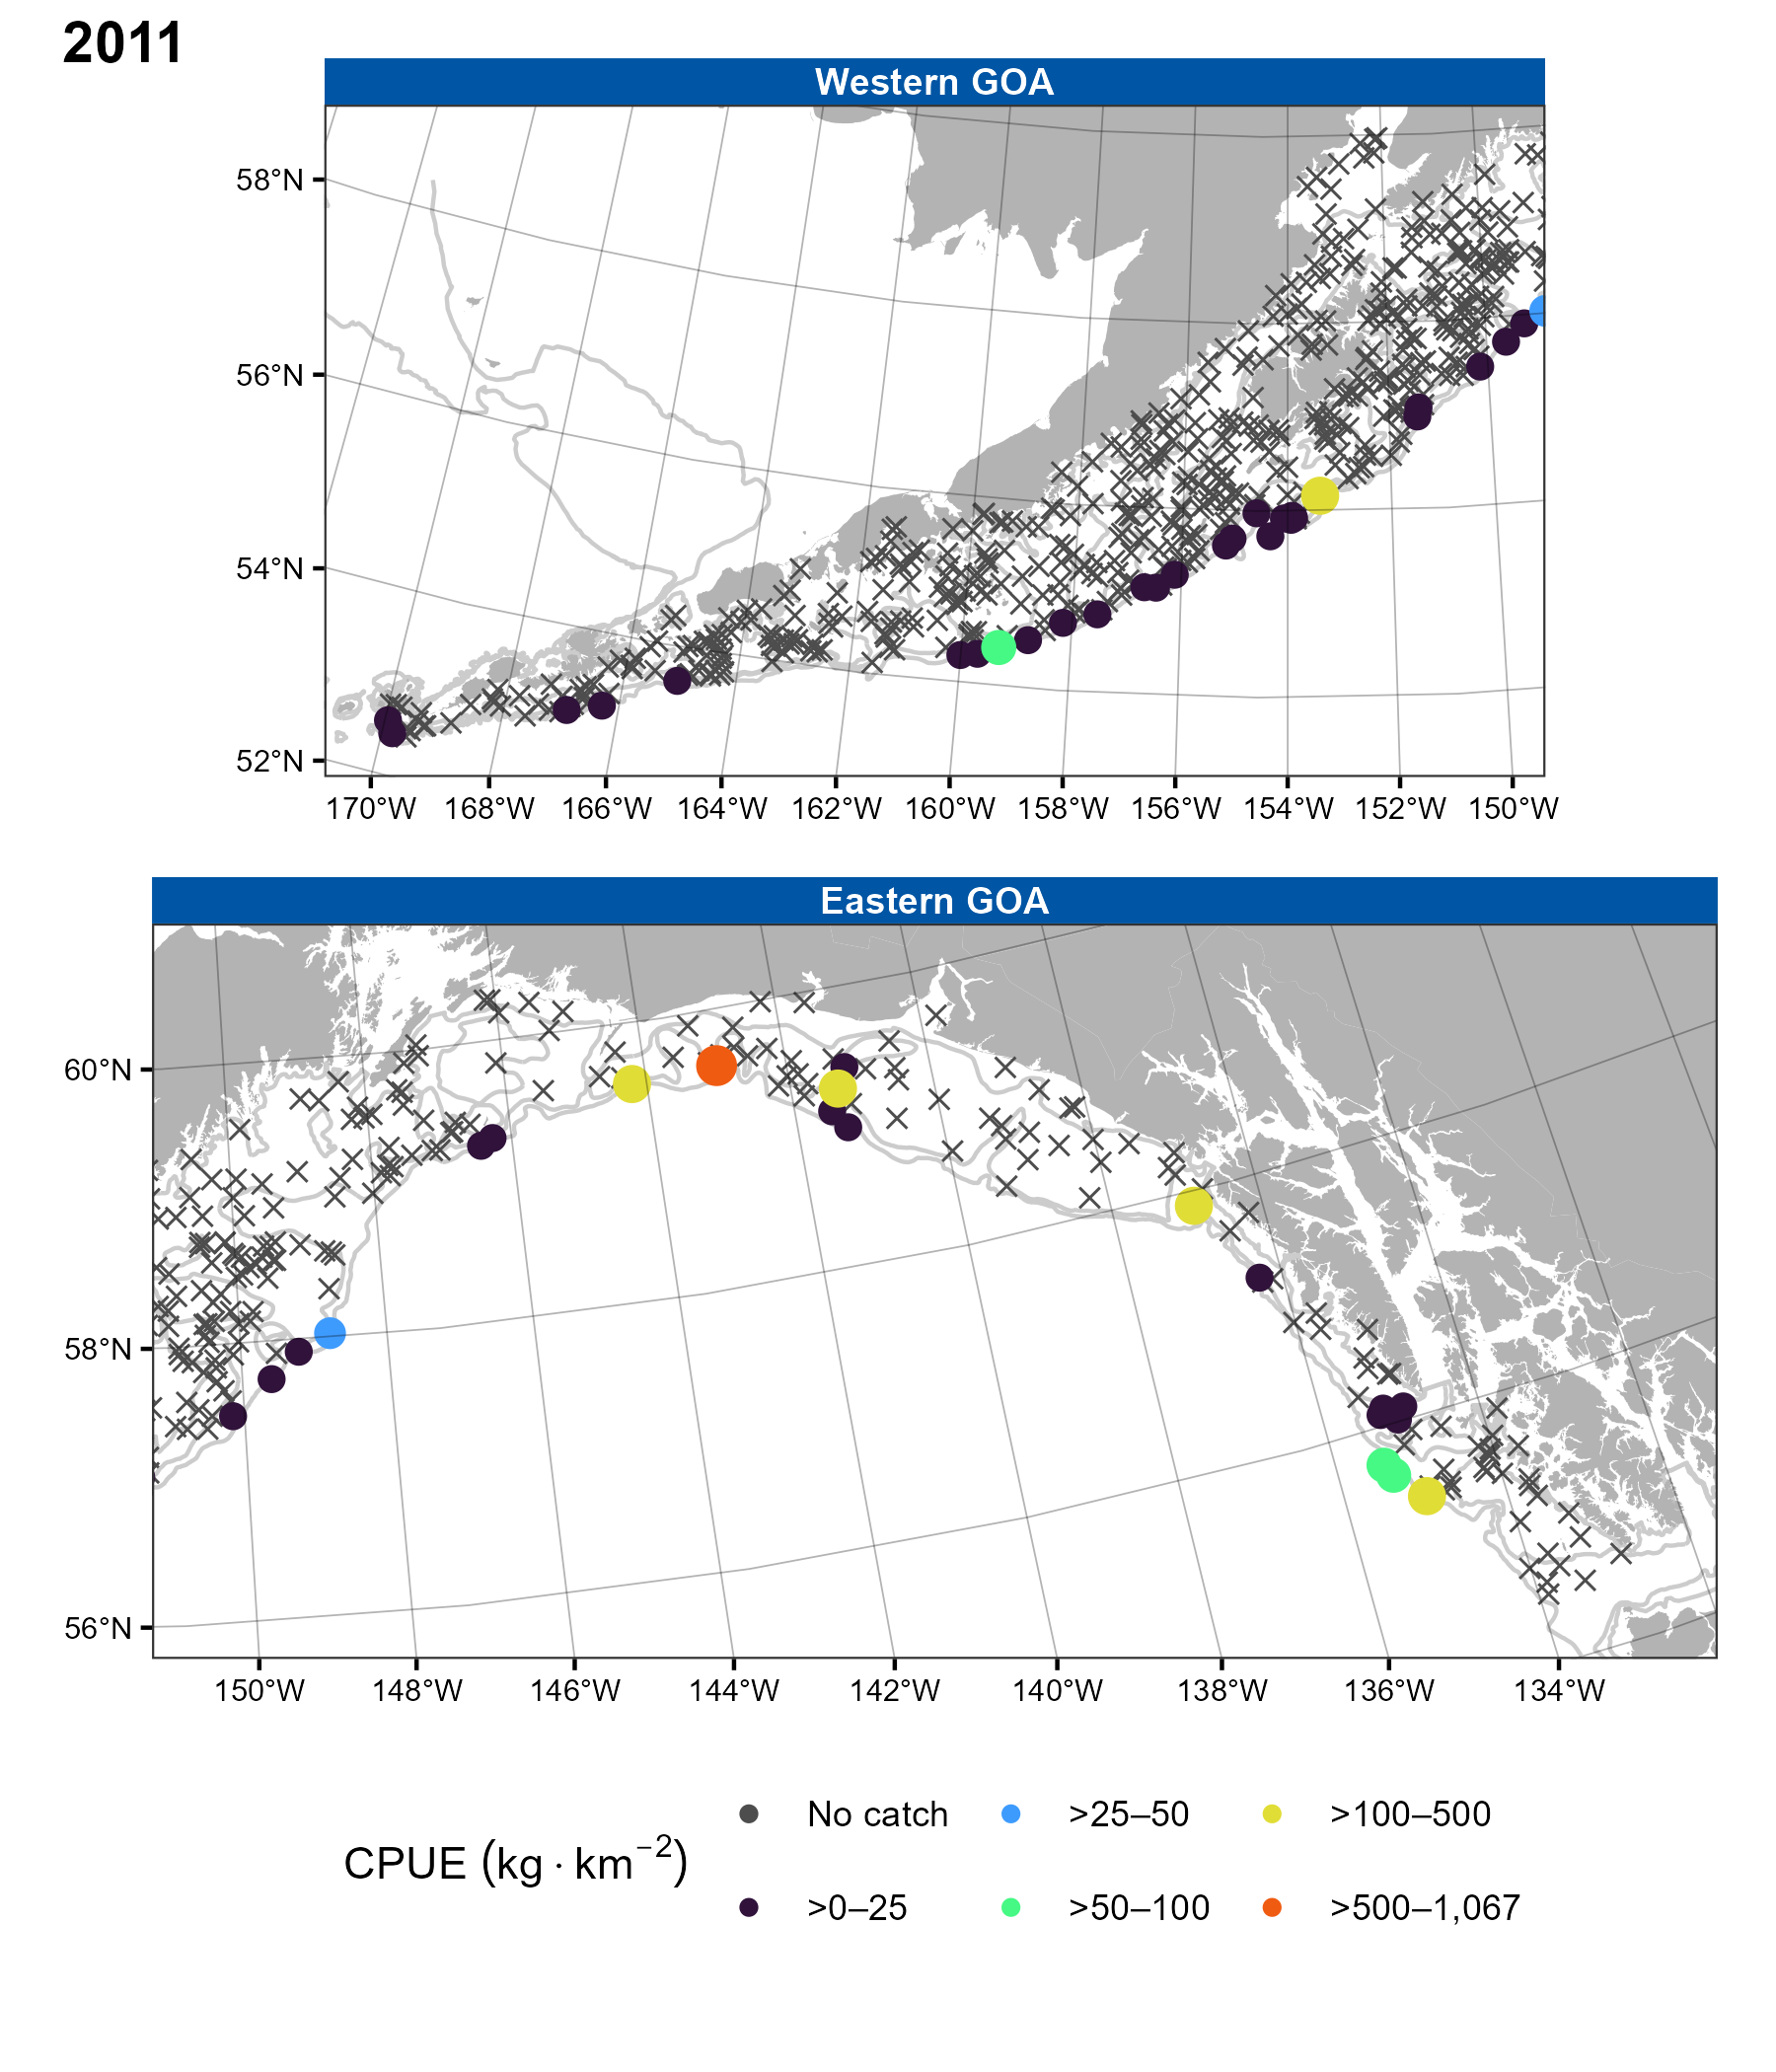 2011
Western GOA
58°N
56°N
54°N
52°N
170°W 168°W 166°W 164°W 162°W 160°W 158°W 156°W 154°W 152°W 150°W
Eastern GOA
60°N
58°N
56°N
150°W 148°W 146°W 144°W 142°W 140°W 138°W 136°W 134°W
CPUE (kg · km⁻²)
No catch >25–50 >100–500
>0–25 >50–100 >500–1,067